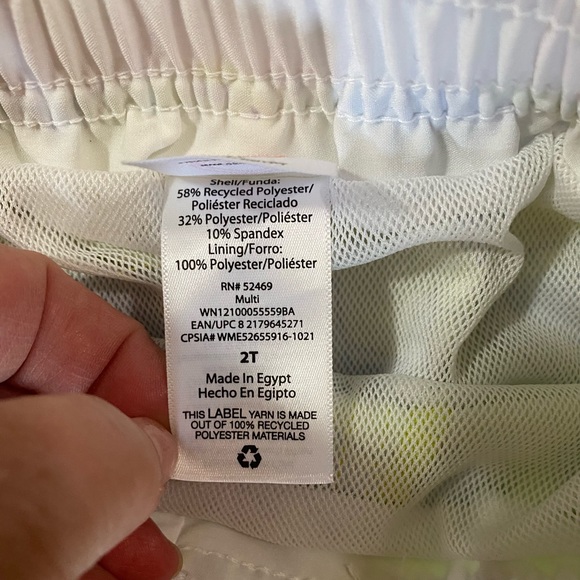 Shell/Funda:
58% Recycled Polyester/
Poliéster Reciclado
32% Polyester/Poliéster
10% Spandex
Lining/Forro:
100% Polyester/Poliéster
RN# 52469
Multi
WN12100055559BA
EAN/UPC 8 2179645271
CPSIA# WME52655916-1021
2T
Made In Egypt
Hecho En Egipto
THIS LABEL YARN IS MADE
OUT OF 100% RECYCLED
POLYESTER MATERIALS